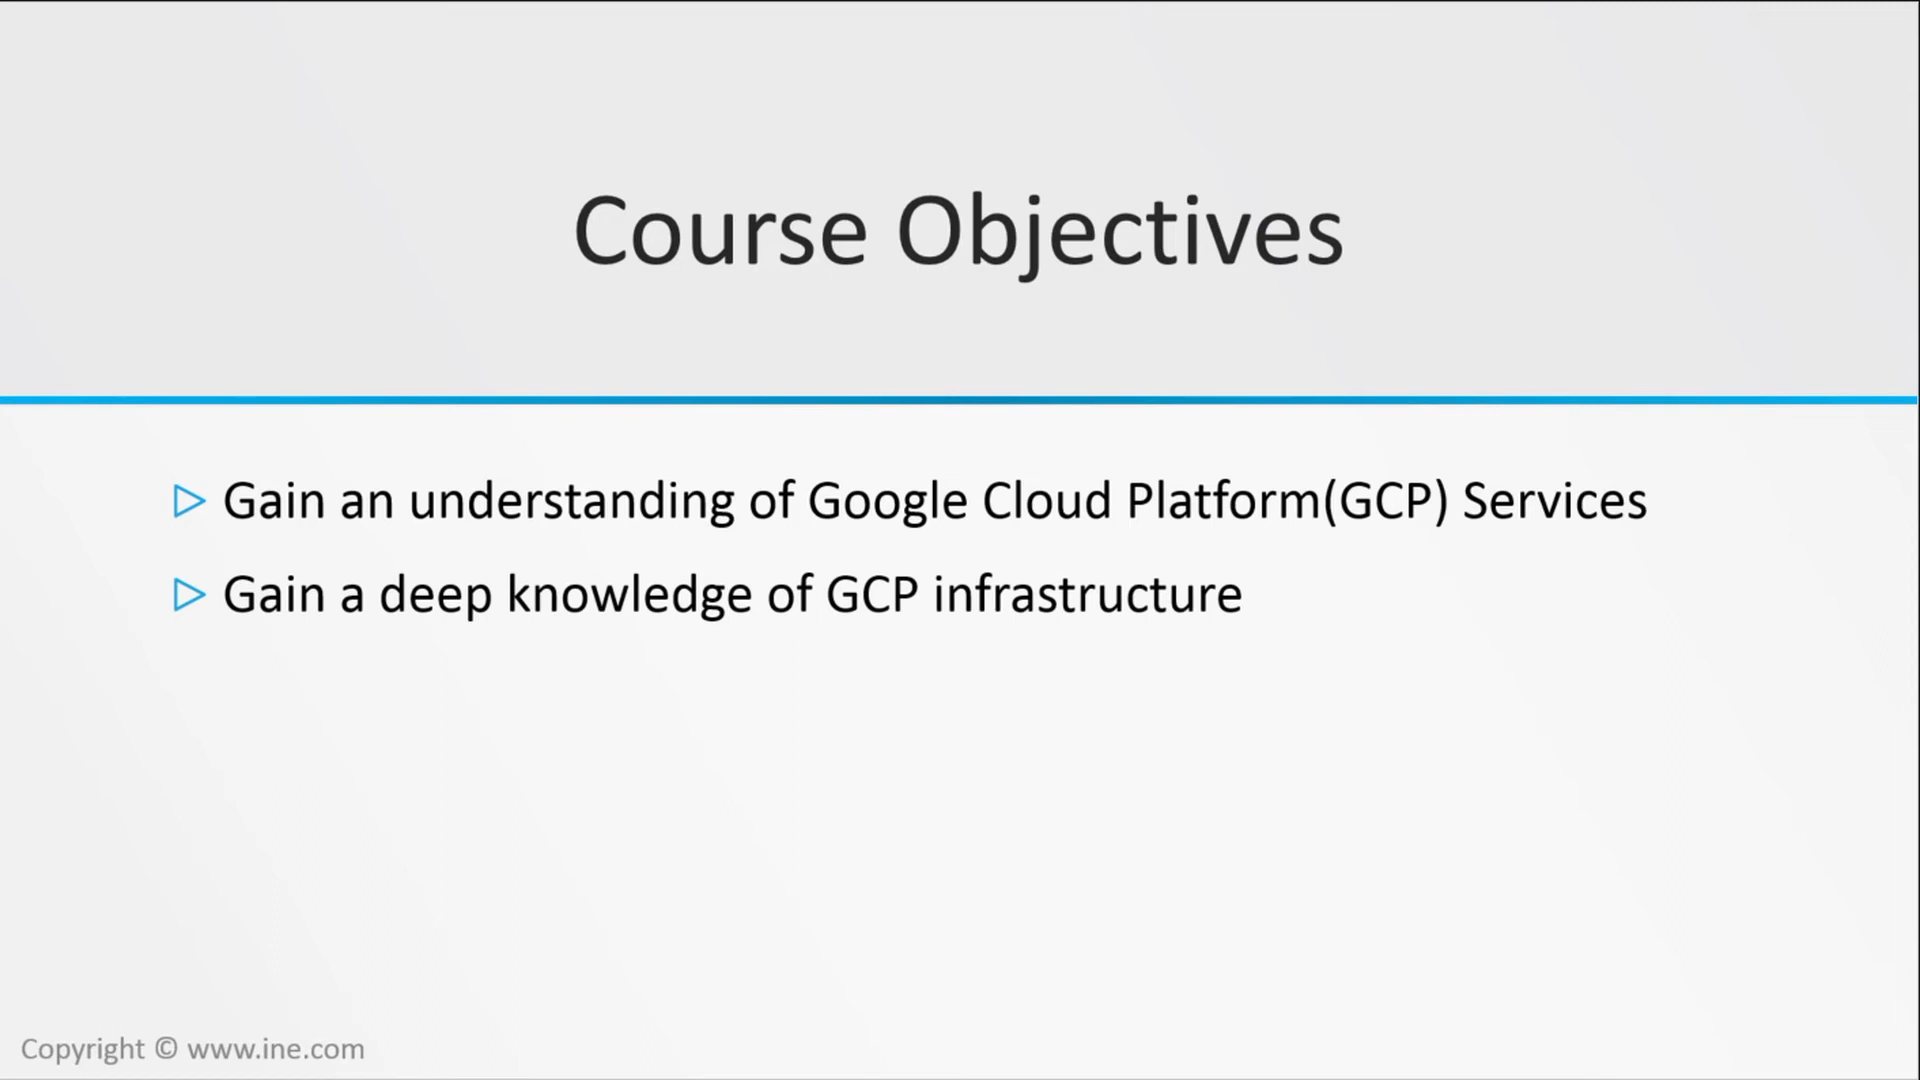 Course Objectives
Gain an understanding of Google Cloud Platform(GCP) Services
Gain a deep knowledge of GCP infrastructure
Copyright © www.ine.com